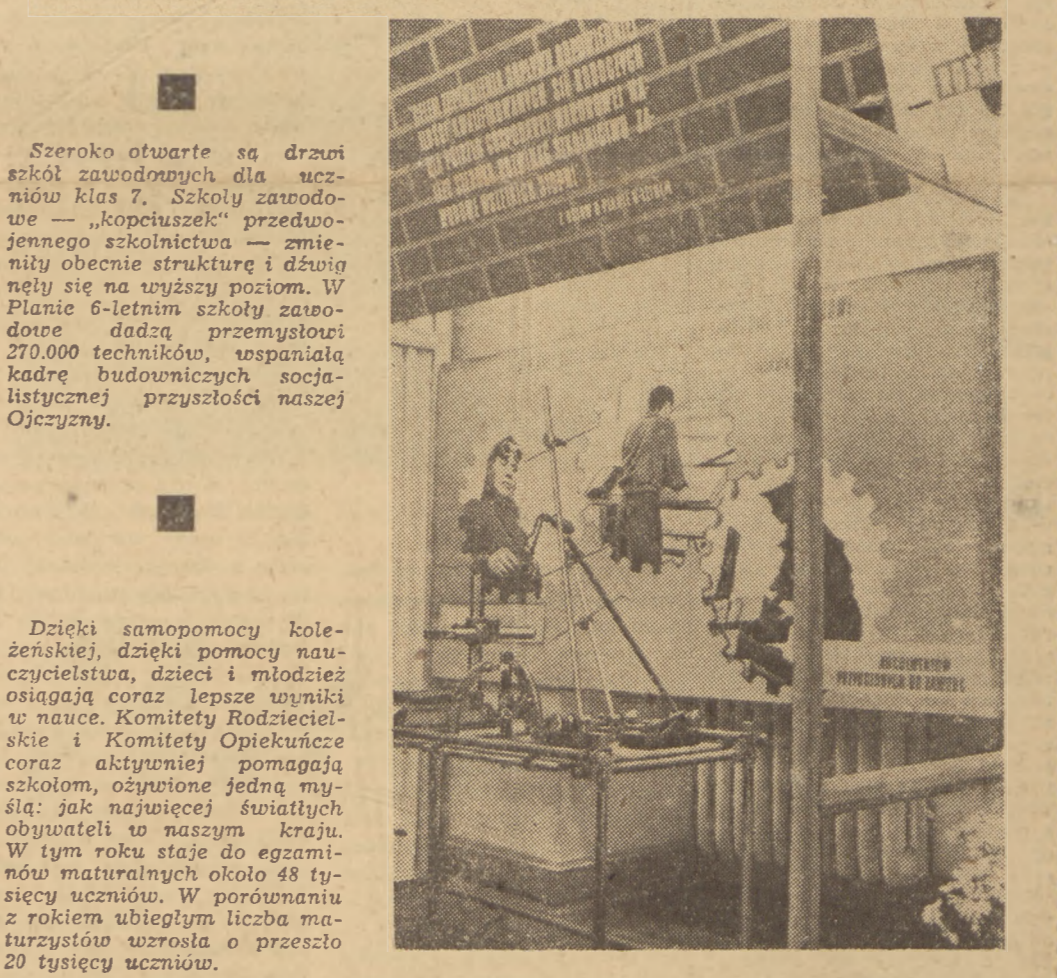 Szeroko otwarte są drzwi
szkół zawodowych dla ucz-
niów klas 7. Szkoły zawodo-
we — „kopciuszek“ przedwo-
jennego szkolnictwa — zmie-
niły obecnie strukturę i dźwig
nęły się na wyższy poziom. W
Planie 6-letnim szkoły zawo-
dowe dadzą przemysłowi
270.000 techników, wspaniałą
kadrę budowniczych socja-
listycznej przyszłości naszej
Ojczyzny.
Dzięki samopomocy kole-
żeńskiej, dzięki pomocy nau-
czycielstwa, dzieci i młodzież
osiągają coraz lepsze wyniki
w nauce. Komitety Rodziciel-
skie i Komitety Opiekuńcze
coraz aktywniej pomagają
szkołom, ożywione jedną my-
ślą: jak najwięcej światłych
obywateli w naszym kraju.
W tym roku staje do egzami-
nów maturalnych około 48 ty-
sięcy uczniów. W porównaniu
z rokiem ubiegłym liczba ma-
turzystów wzrosła o przeszło
20 tysięcy uczniów.